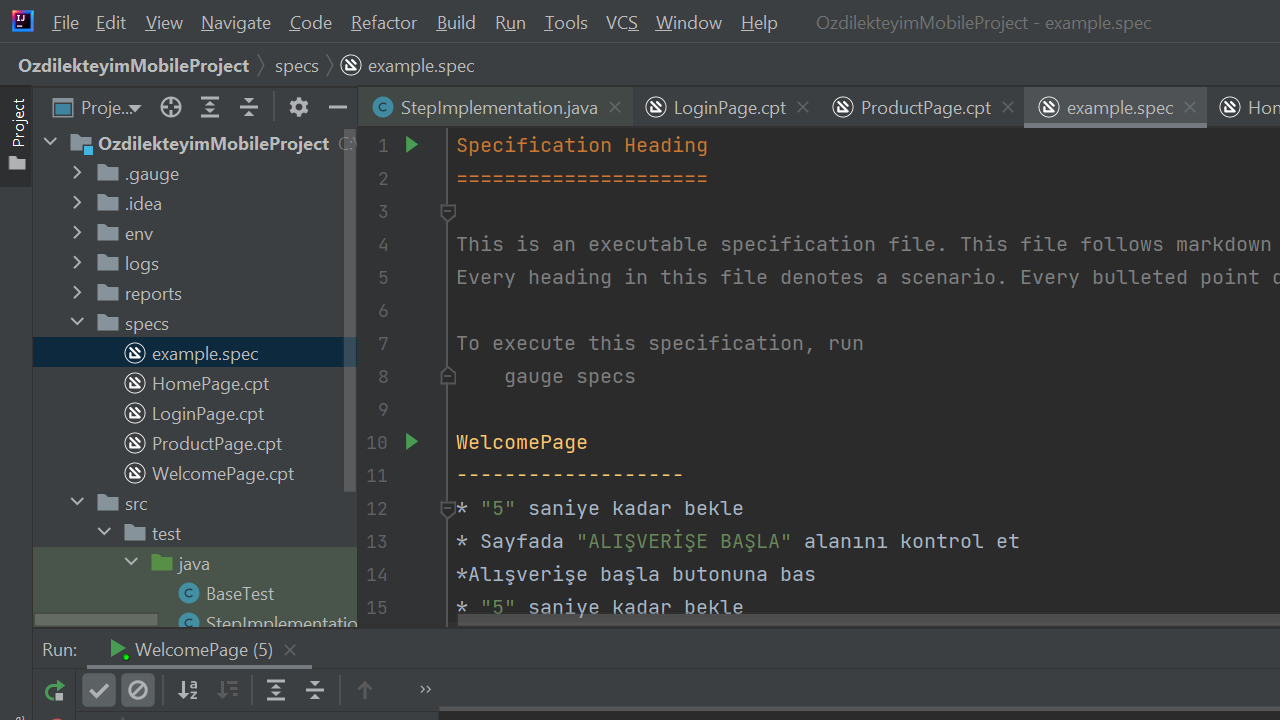 File Edit View Navigate Code Refactor Build Run Tools VCS Window Help OzdilekteyimMobileProject - example.spec
OzdilekteyimMobileProject specs example.spec
Project
Proje...
StepImplementation.java LoginPage.cpt ProductPage.cpt example.spec
OzdilekteyimMobileProject
.gauge
.idea
env
logs
reports
specs
example.spec
HomePage.cpt
LoginPage.cpt
ProductPage.cpt
WelcomePage.cpt
src
test
java
BaseTest
1 Specification Heading
2 =====================
3
4 This is an executable specification file. This file follows markdown
5 Every heading in this file denotes a scenario. Every bulleted point
6
7 To execute this specification, run
8 gauge specs
9
10 WelcomePage
11 -------------------
12 * "5" saniye kadar bekle
13 * Sayfada "ALIŞVERİŞE BAŞLA" alanını kontrol et
14 *Alışverişe başla butonuna bas
15 * "5" saniye kadar bekle
Run: WelcomePage (5)